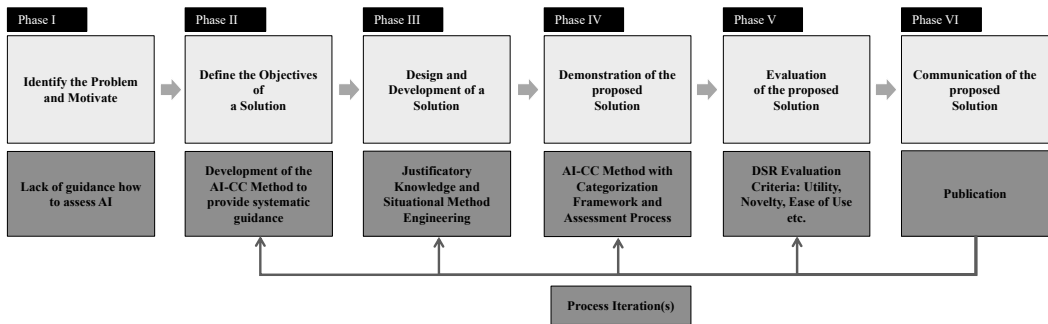 Phase I
Phase II
Phase III
Phase IV
Phase V
Phase VI
Identify the Problem
and Motivate
Define the Objectives
of
a Solution
Design and
Development of a
Solution
Demonstration of the
proposed
Solution
Evaluation
of the proposed
Solution
Communication of the
proposed
Solution
Lack of guidance how
to assess AI
Development of the
AI-CC Method to
provide systematic
guidance
Justificatory
Knowledge and
Situational Method
Engineering
AI-CC Method with
Categorization
Framework and
Assessment Process
DSR Evaluation
Criteria: Utility,
Novelty, Ease of Use
etc.
Publication
Process Iteration(s)